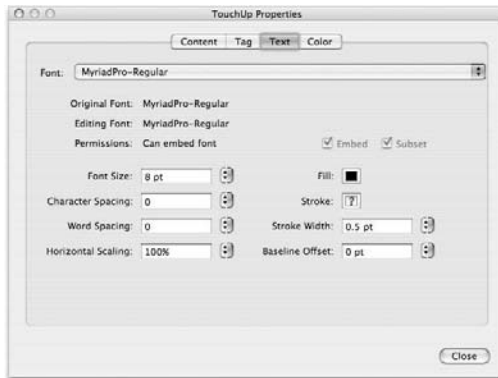 TouchUp Properties
Content Tag Text Color
Font: MyriadPro-Regular
Original Font: MyriadPro-Regular
Editing Font: MyriadPro-Regular
Permissions: Can embed font Embed Subset
Font Size: 8 pt Fill:
Character Spacing: 0 Stroke: ?
Word Spacing: 0 Stroke Width: 0.5 pt
Horizontal Scaling: 100% Baseline Offset: 0 pt
Close